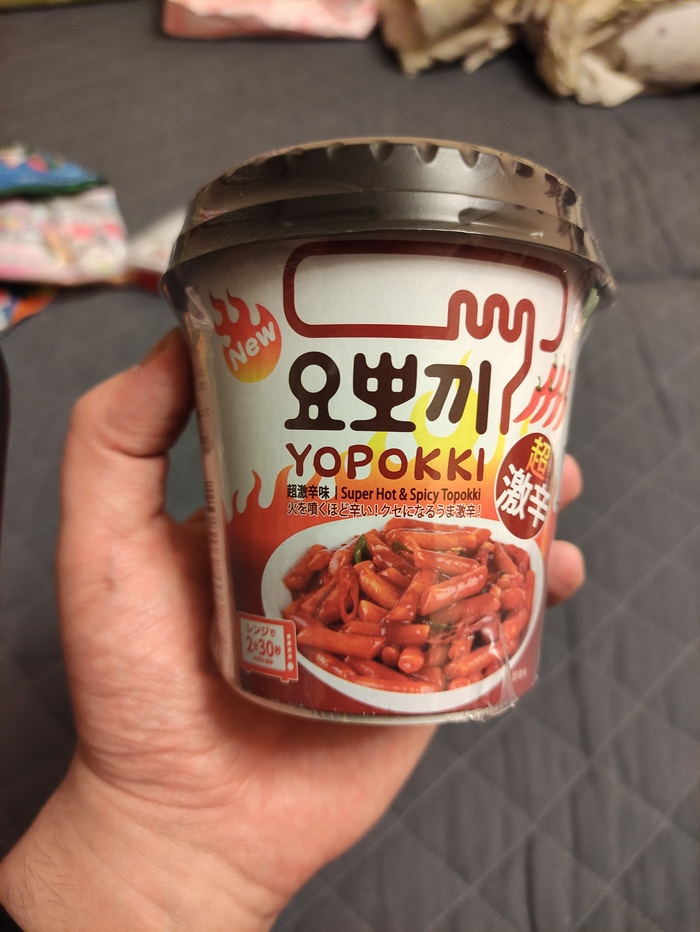 New
요뽀끼
YOPOKKI
超激辛味 | Super Hot & Spicy Topokki
火を噴くほど辛い！クセになるうま激辛！
超
激辛
レンジで
2分30秒